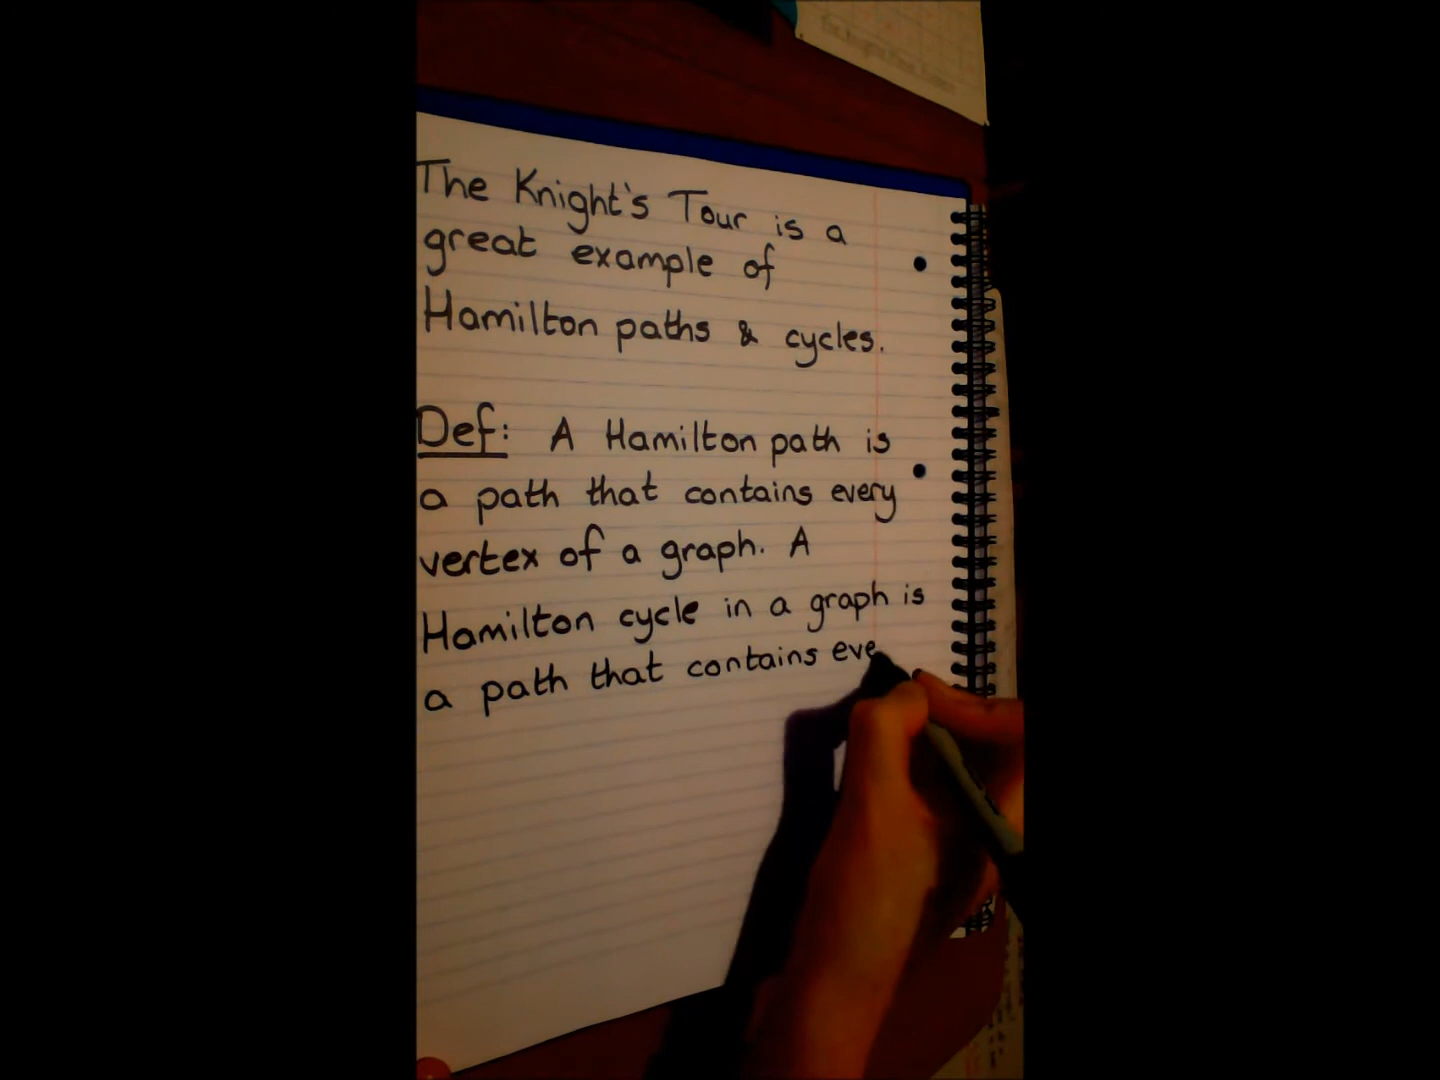 The Knight's Tour is a
great example of
Hamilton paths & cycles.
Def: A Hamilton path is
a path that contains every
vertex of a graph. A
Hamilton cycle in a graph is
a path that contains eve